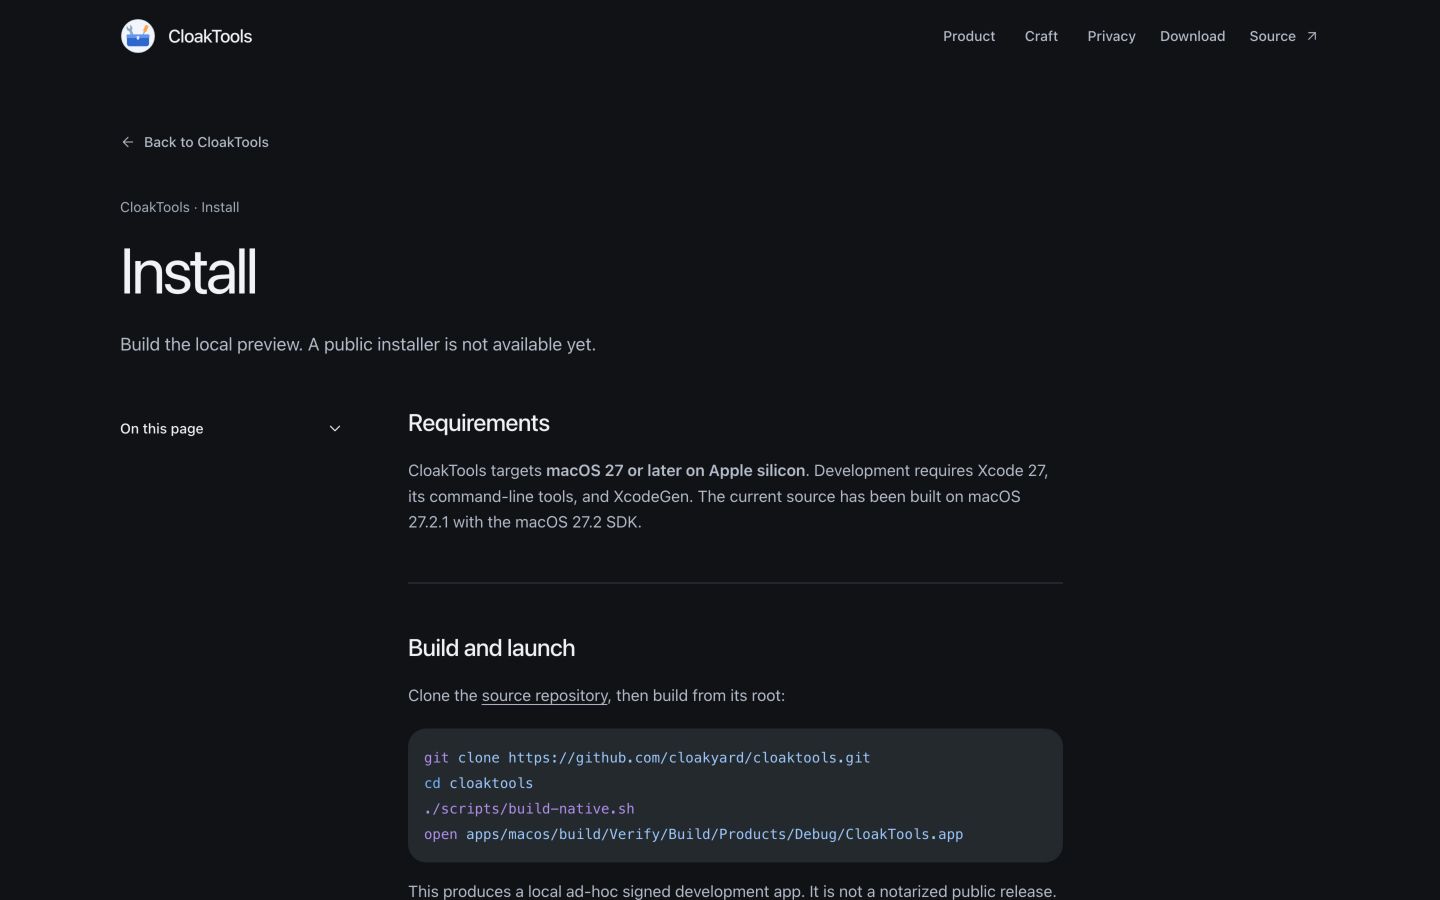 CloakTools
Product Craft Privacy Download Source ↗
← Back to CloakTools
CloakTools · Install
Install
Build the local preview. A public installer is not available yet.
On this page
Requirements
CloakTools targets macOS 27 or later on Apple silicon. Development requires Xcode 27,
its command-line tools, and XcodeGen. The current source has been built on macOS
27.2.1 with the macOS 27.2 SDK.
Build and launch
Clone the source repository, then build from its root:
git clone https://github.com/cloakyard/cloaktools.git
cd cloaktools
./scripts/build-native.sh
open apps/macos/build/Verify/Build/Products/Debug/CloakTools.app
This produces a local ad-hoc signed development app. It is not a notarized public release.